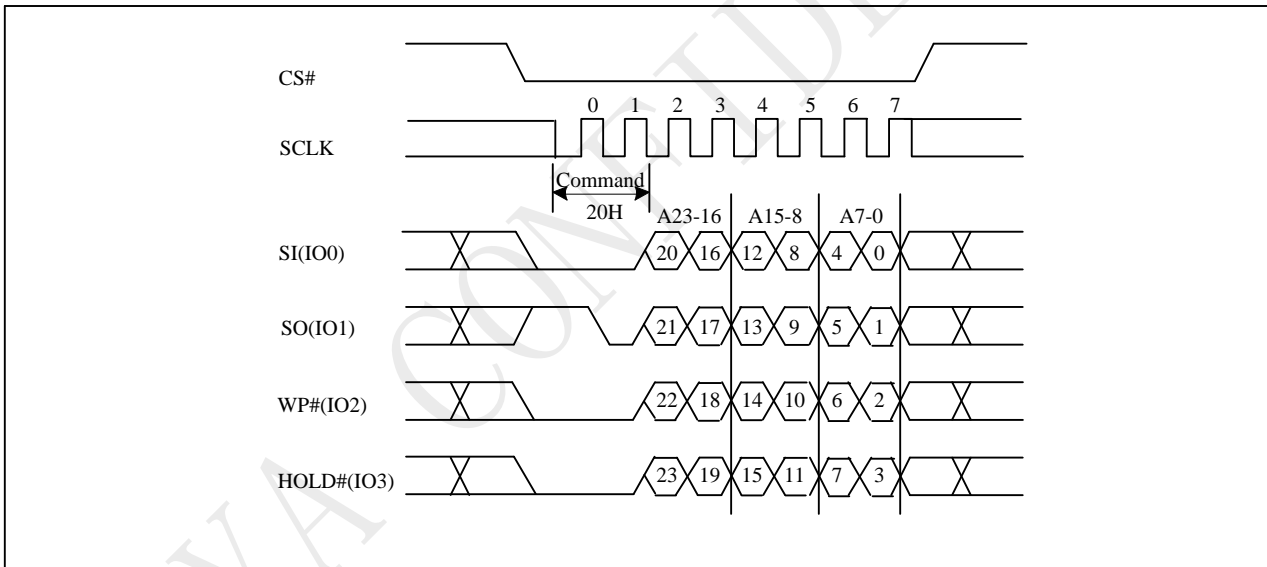 CS#
0 1 2 3 4 5 6 7
SCLK
Command
20H
A23-16 A15-8 A7-0
SI(IO0) 20 16 12 8 4 0
SO(IO1) 21 17 13 9 5 1
WP#(IO2) 22 18 14 10 6 2
HOLD#(IO3) 23 19 15 11 7 3
YA CONFIDE